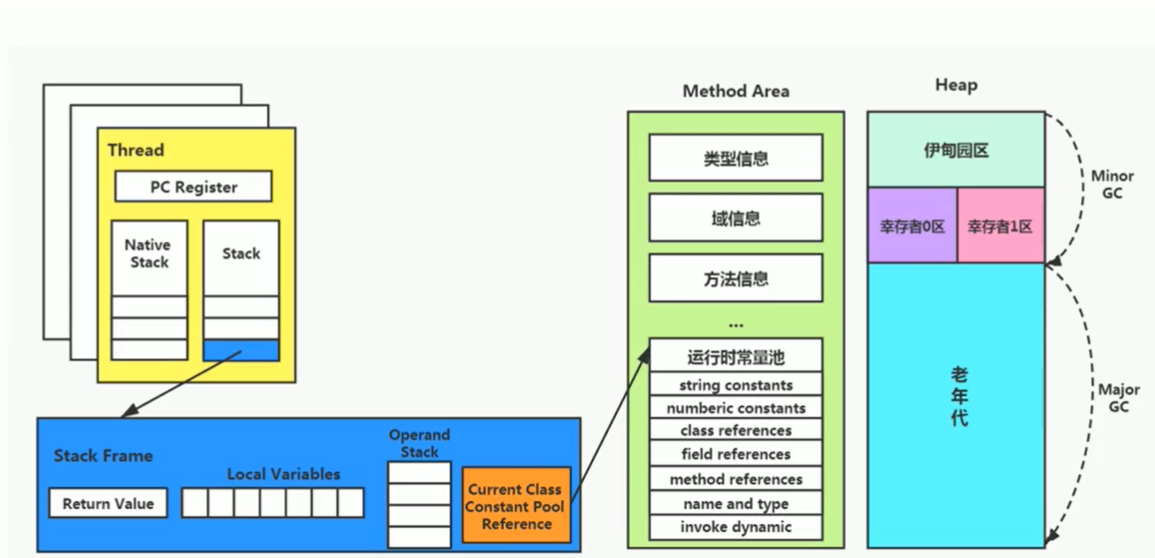 Thread
PC Register
Native
Stack
Stack
Stack Frame
Return Value
Local Variables
Operand
Stack
Current Class
Constant Pool
Reference
Method Area
类型信息
域信息
方法信息
...
运行时常量池
string constants
numberic constants
class references
field references
method references
name and type
invoke dynamic
Heap
伊甸园区
幸存者0区
幸存者1区
老
年
代
Minor
GC
Major
GC